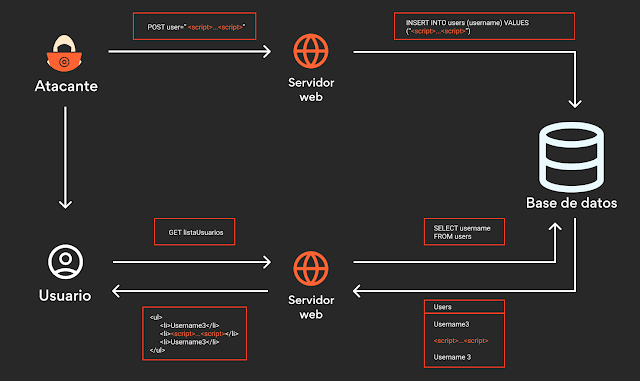 POST user=" <script>...<script>"
INSERT INTO users (username) VALUES
("<script>...<script>")
Atacante
Servidor
web
Base de datos
GET listaUsuarios
SELECT username
FROM users
Usuario
Servidor
web
<ul>
<li>Username3</li>
<li><script>...<script></li>
<li>Username3</li>
</ul>
Users
Username3
<script>...<script>
Username 3